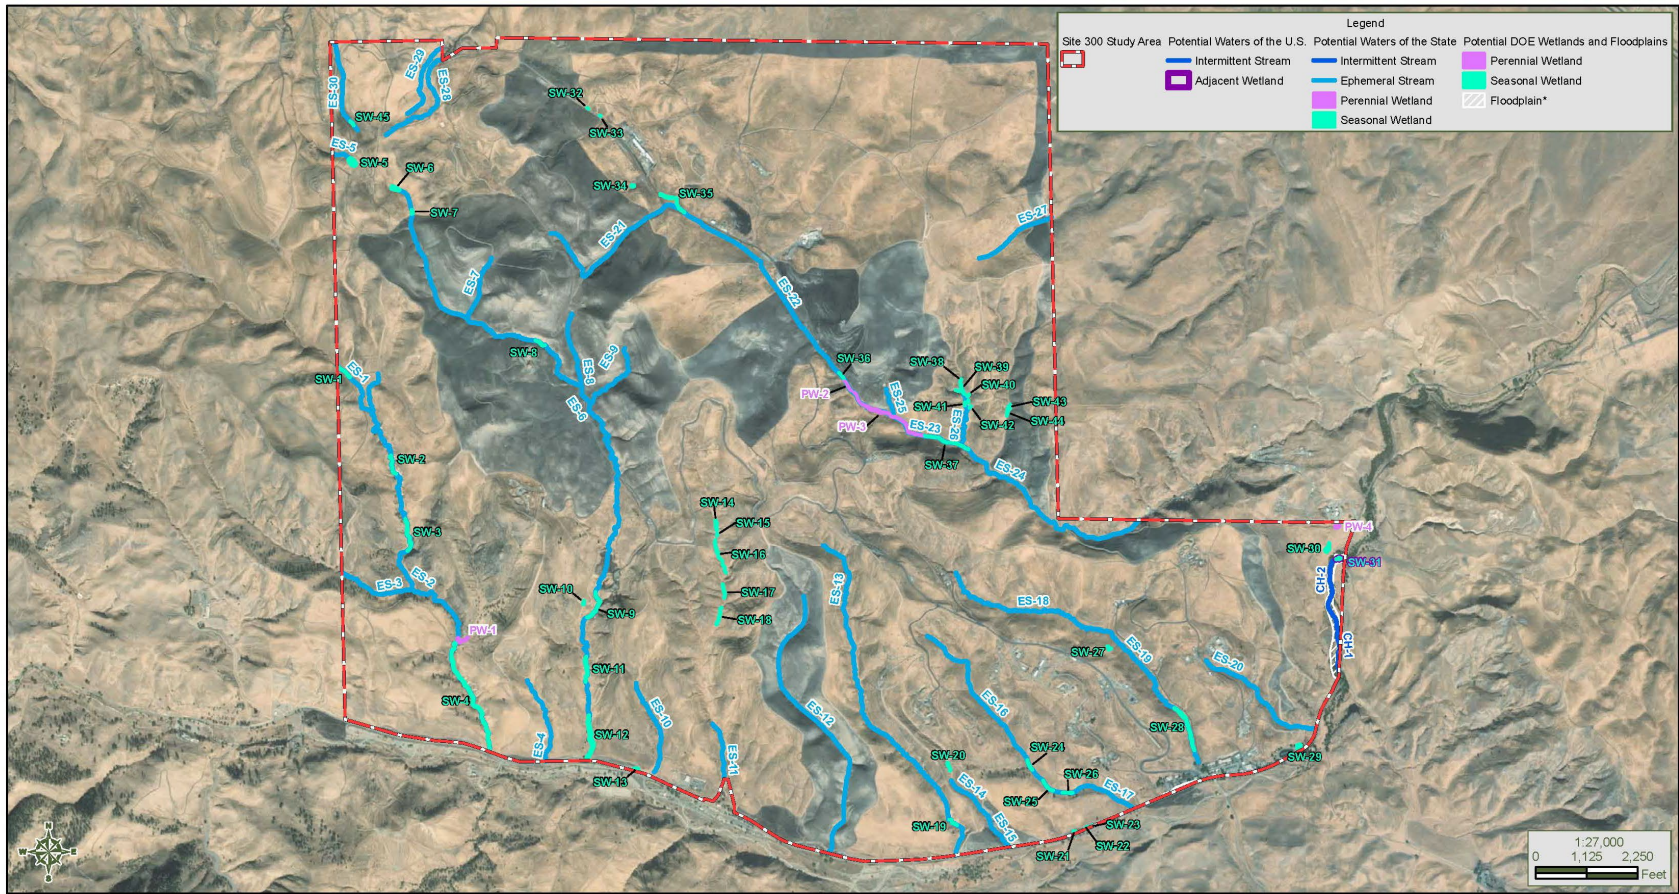 Legend
Site 300 Study Area
Potential Waters of the U.S.
Intermittent Stream
Adjacent Wetland
Potential Waters of the State
Intermittent Stream
Ephemeral Stream
Perennial Wetland
Seasonal Wetland
Potential DOE Wetlands and Floodplains
Perennial Wetland
Seasonal Wetland
Floodplain*
ES-30
ES-29
ES-28
SW-45
ES-5
SW-5
SW-6
SW-7
SW-32
SW-33
SW-34
SW-35
ES-21
ES-27
ES-7
ES-22
SW-8
ES-8
ES-9
ES-6
SW-1
ES-1
SW-2
SW-3
SW-36
PW-2
PW-3
ES-25
SW-38
SW-39
SW-40
SW-41
SW-42
SW-43
SW-44
ES-23
ES-26
SW-37
ES-24
SW-14
SW-15
SW-16
SW-17
SW-18
PW-4
SW-30
SW-31
CH-2
CH-1
ES-3
ES-2
PW-1
SW-4
SW-10
SW-9
SW-11
SW-12
SW-13
ES-4
ES-10
ES-11
ES-12
ES-13
ES-18
SW-27
ES-19
ES-20
ES-16
SW-28
SW-29
SW-20
SW-24
SW-26
SW-25
ES-17
ES-14
ES-15
SW-19
SW-21
SW-22
SW-23
N
W
E
S
1:27,000
0 1,125 2,250
Feet